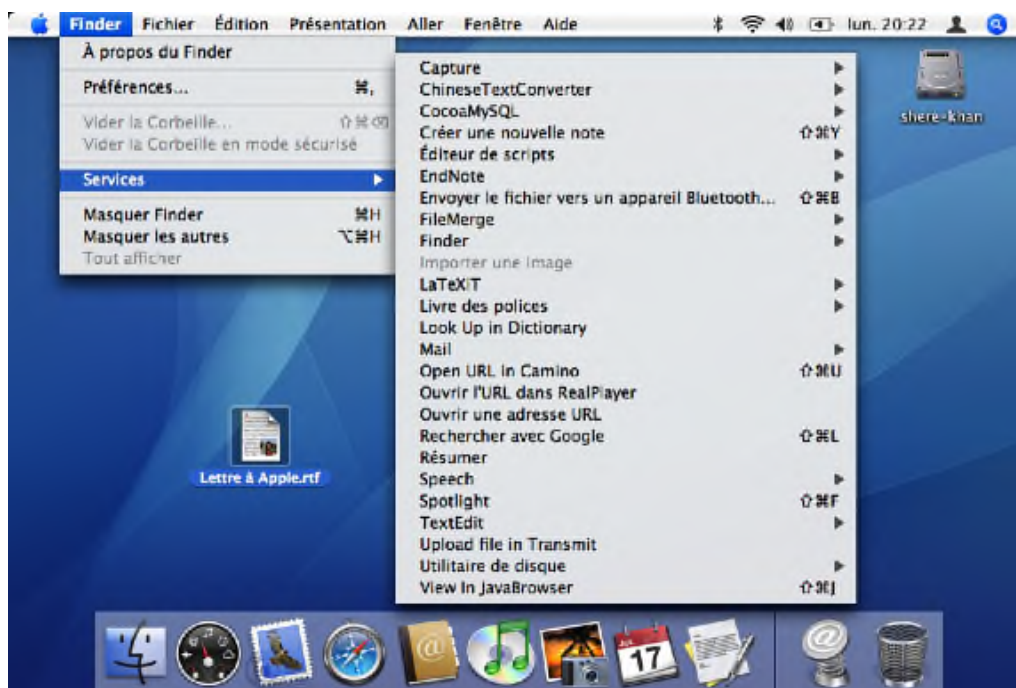 Finder Fichier Édition Présentation Aller Fenêtre Aide lun. 20:22
À propos du Finder
Préférences... ⌘,
Vider la Corbeille... ⇧⌘⌫
Vider la Corbeille en mode sécurisé
Services
Masquer Finder ⌘H
Masquer les autres ⌥⌘H
Tout afficher
Capture
ChineseTextConverter
CocoaMySQL
Créer une nouvelle note ⇧⌘Y
Éditeur de scripts
EndNote
Envoyer le fichier vers un appareil Bluetooth... ⇧⌘B
FileMerge
Finder
Importer une image
LaTeXiT
Livre des polices
Look Up in Dictionary
Mail
Open URL in Camino ⇧⌘U
Ouvrir l'URL dans RealPlayer
Ouvrir une adresse URL
Rechercher avec Google ⇧⌘L
Résumer
Speech
Spotlight ⇧⌘F
TextEdit
Upload file in Transmit
Utilitaire de disque
View in JavaBrowser ⇧⌘J
shere-khan
Lettre à Apple.rtf
17